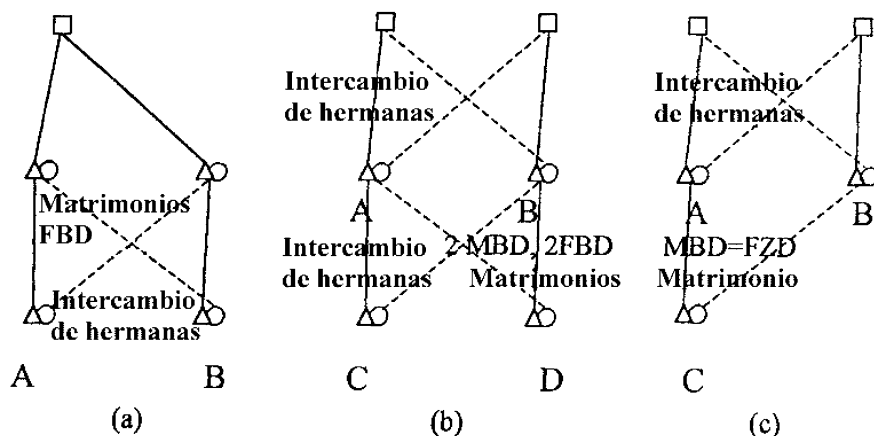 Intercambio
de hermanas
Intercambio
de hermanas
Matrimonios
FBD
A
B
A
B
Intercambio
de hermanas
2 MBD, 2FBD
Matrimonios
MBD=FZD
Matrimonio
Intercambio
de hermanas
A
B
C
D
C
(a)
(b)
(c)